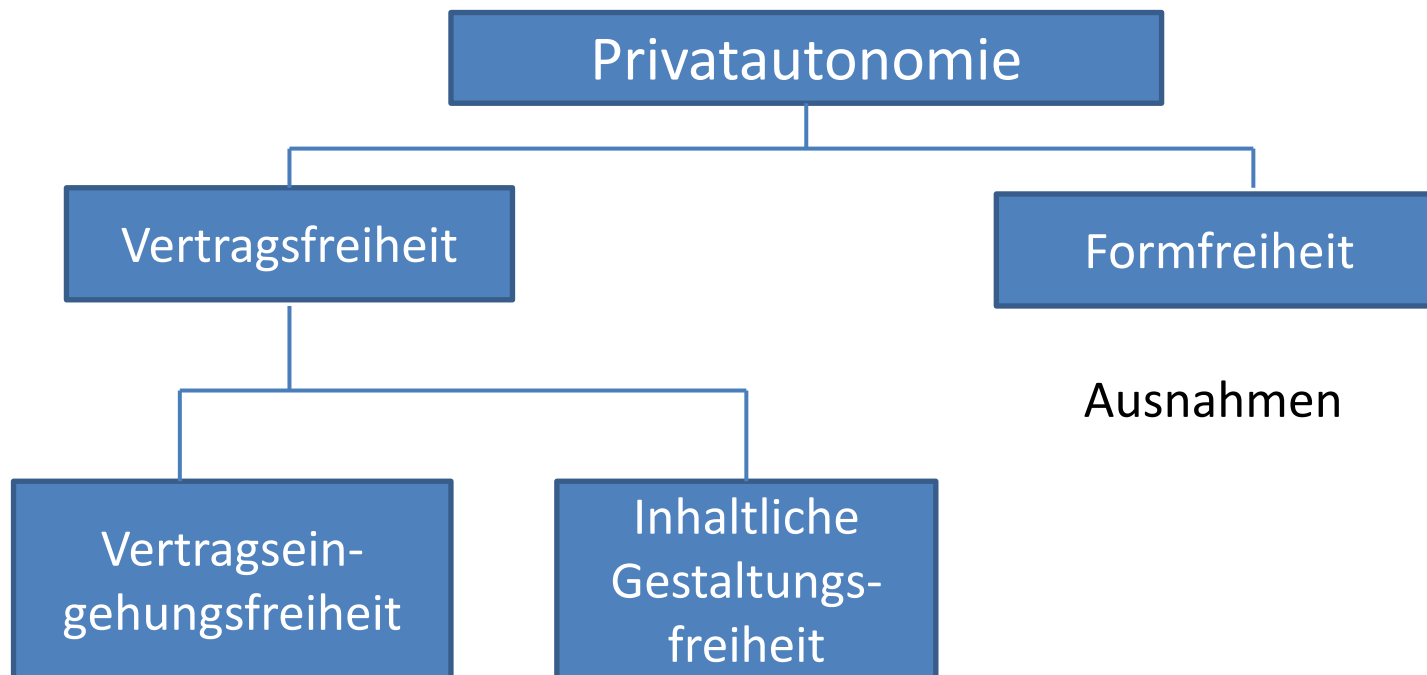 Privatautonomie
Vertragsfreiheit
Formfreiheit
Ausnahmen
Vertragsein-
gehungsfreiheit
Inhaltliche
Gestaltungs-
freiheit